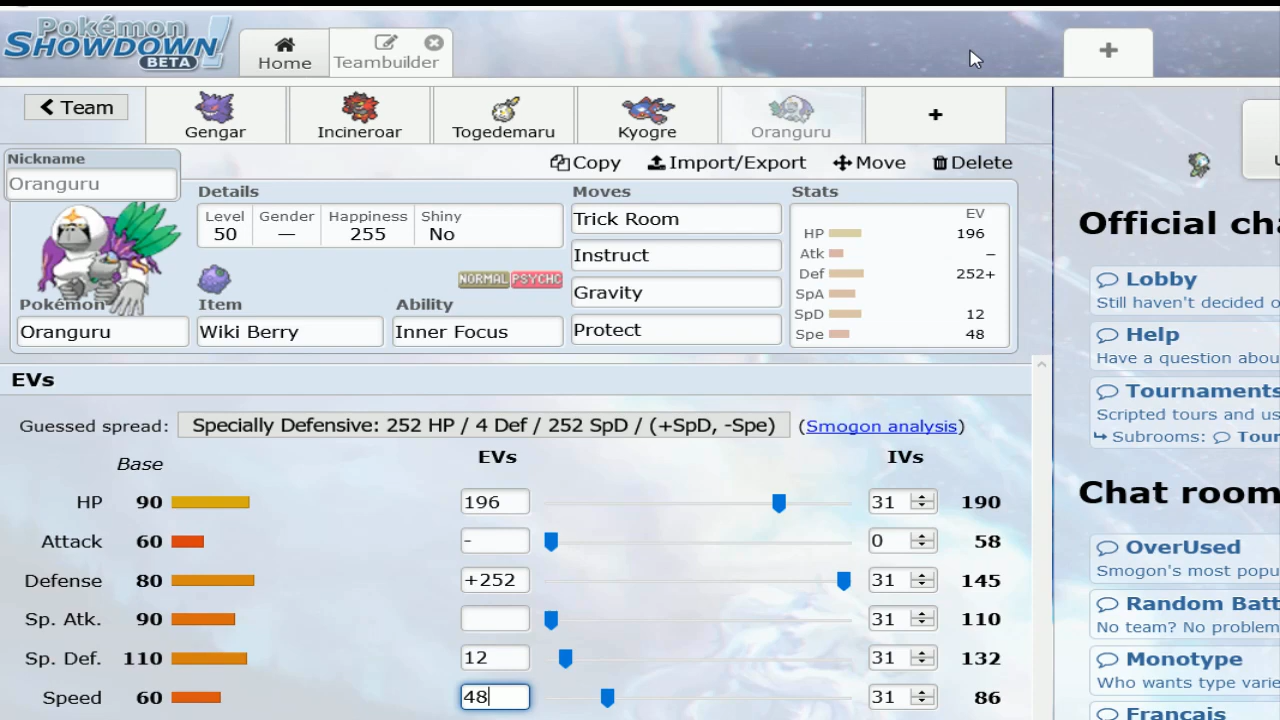 Pokémon
SHOWDOWN!
BETA
Home
Teambuilder
+
< Team
Gengar
Incineroar
Togedemaru
Kyogre
Oranguru
+
Nickname
Oranguru
Copy
Import/Export
Move
Delete
Details
Level Gender Happiness Shiny
50 — 255 No
NORMAL PSYCHC
Pokémon
Oranguru
Item
Wiki Berry
Ability
Inner Focus
Moves
Trick Room
Instruct
Gravity
Protect
Stats
EV
HP 196
Atk –
Def 252+
SpA
SpD 12
Spe 48
EVs
Guessed spread: Specially Defensive: 252 HP / 4 Def / 252 SpD / (+SpD, -Spe) (Smogon analysis)
Base EVs IVs
HP 90 196 31 190
Attack 60 - 0 58
Defense 80 +252 31 145
Sp. Atk. 90 31 110
Sp. Def. 110 12 31 132
Speed 60 48 31 86
Official cha
Lobby
Still haven't decided o
Help
Have a question abou
Tournaments
Scripted tours and us
↳ Subrooms: Tour
Chat room
OverUsed
Smogon's most popu
Random Batt
No team? No problem
Monotype
Who wants type varie
Français